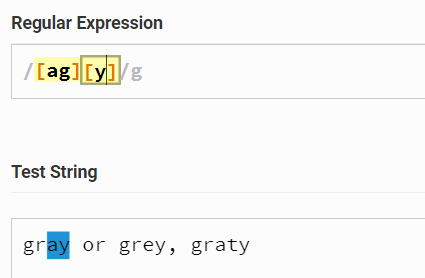 Regular Expression
/[ag][y]/g
Test String
gray or grey, graty